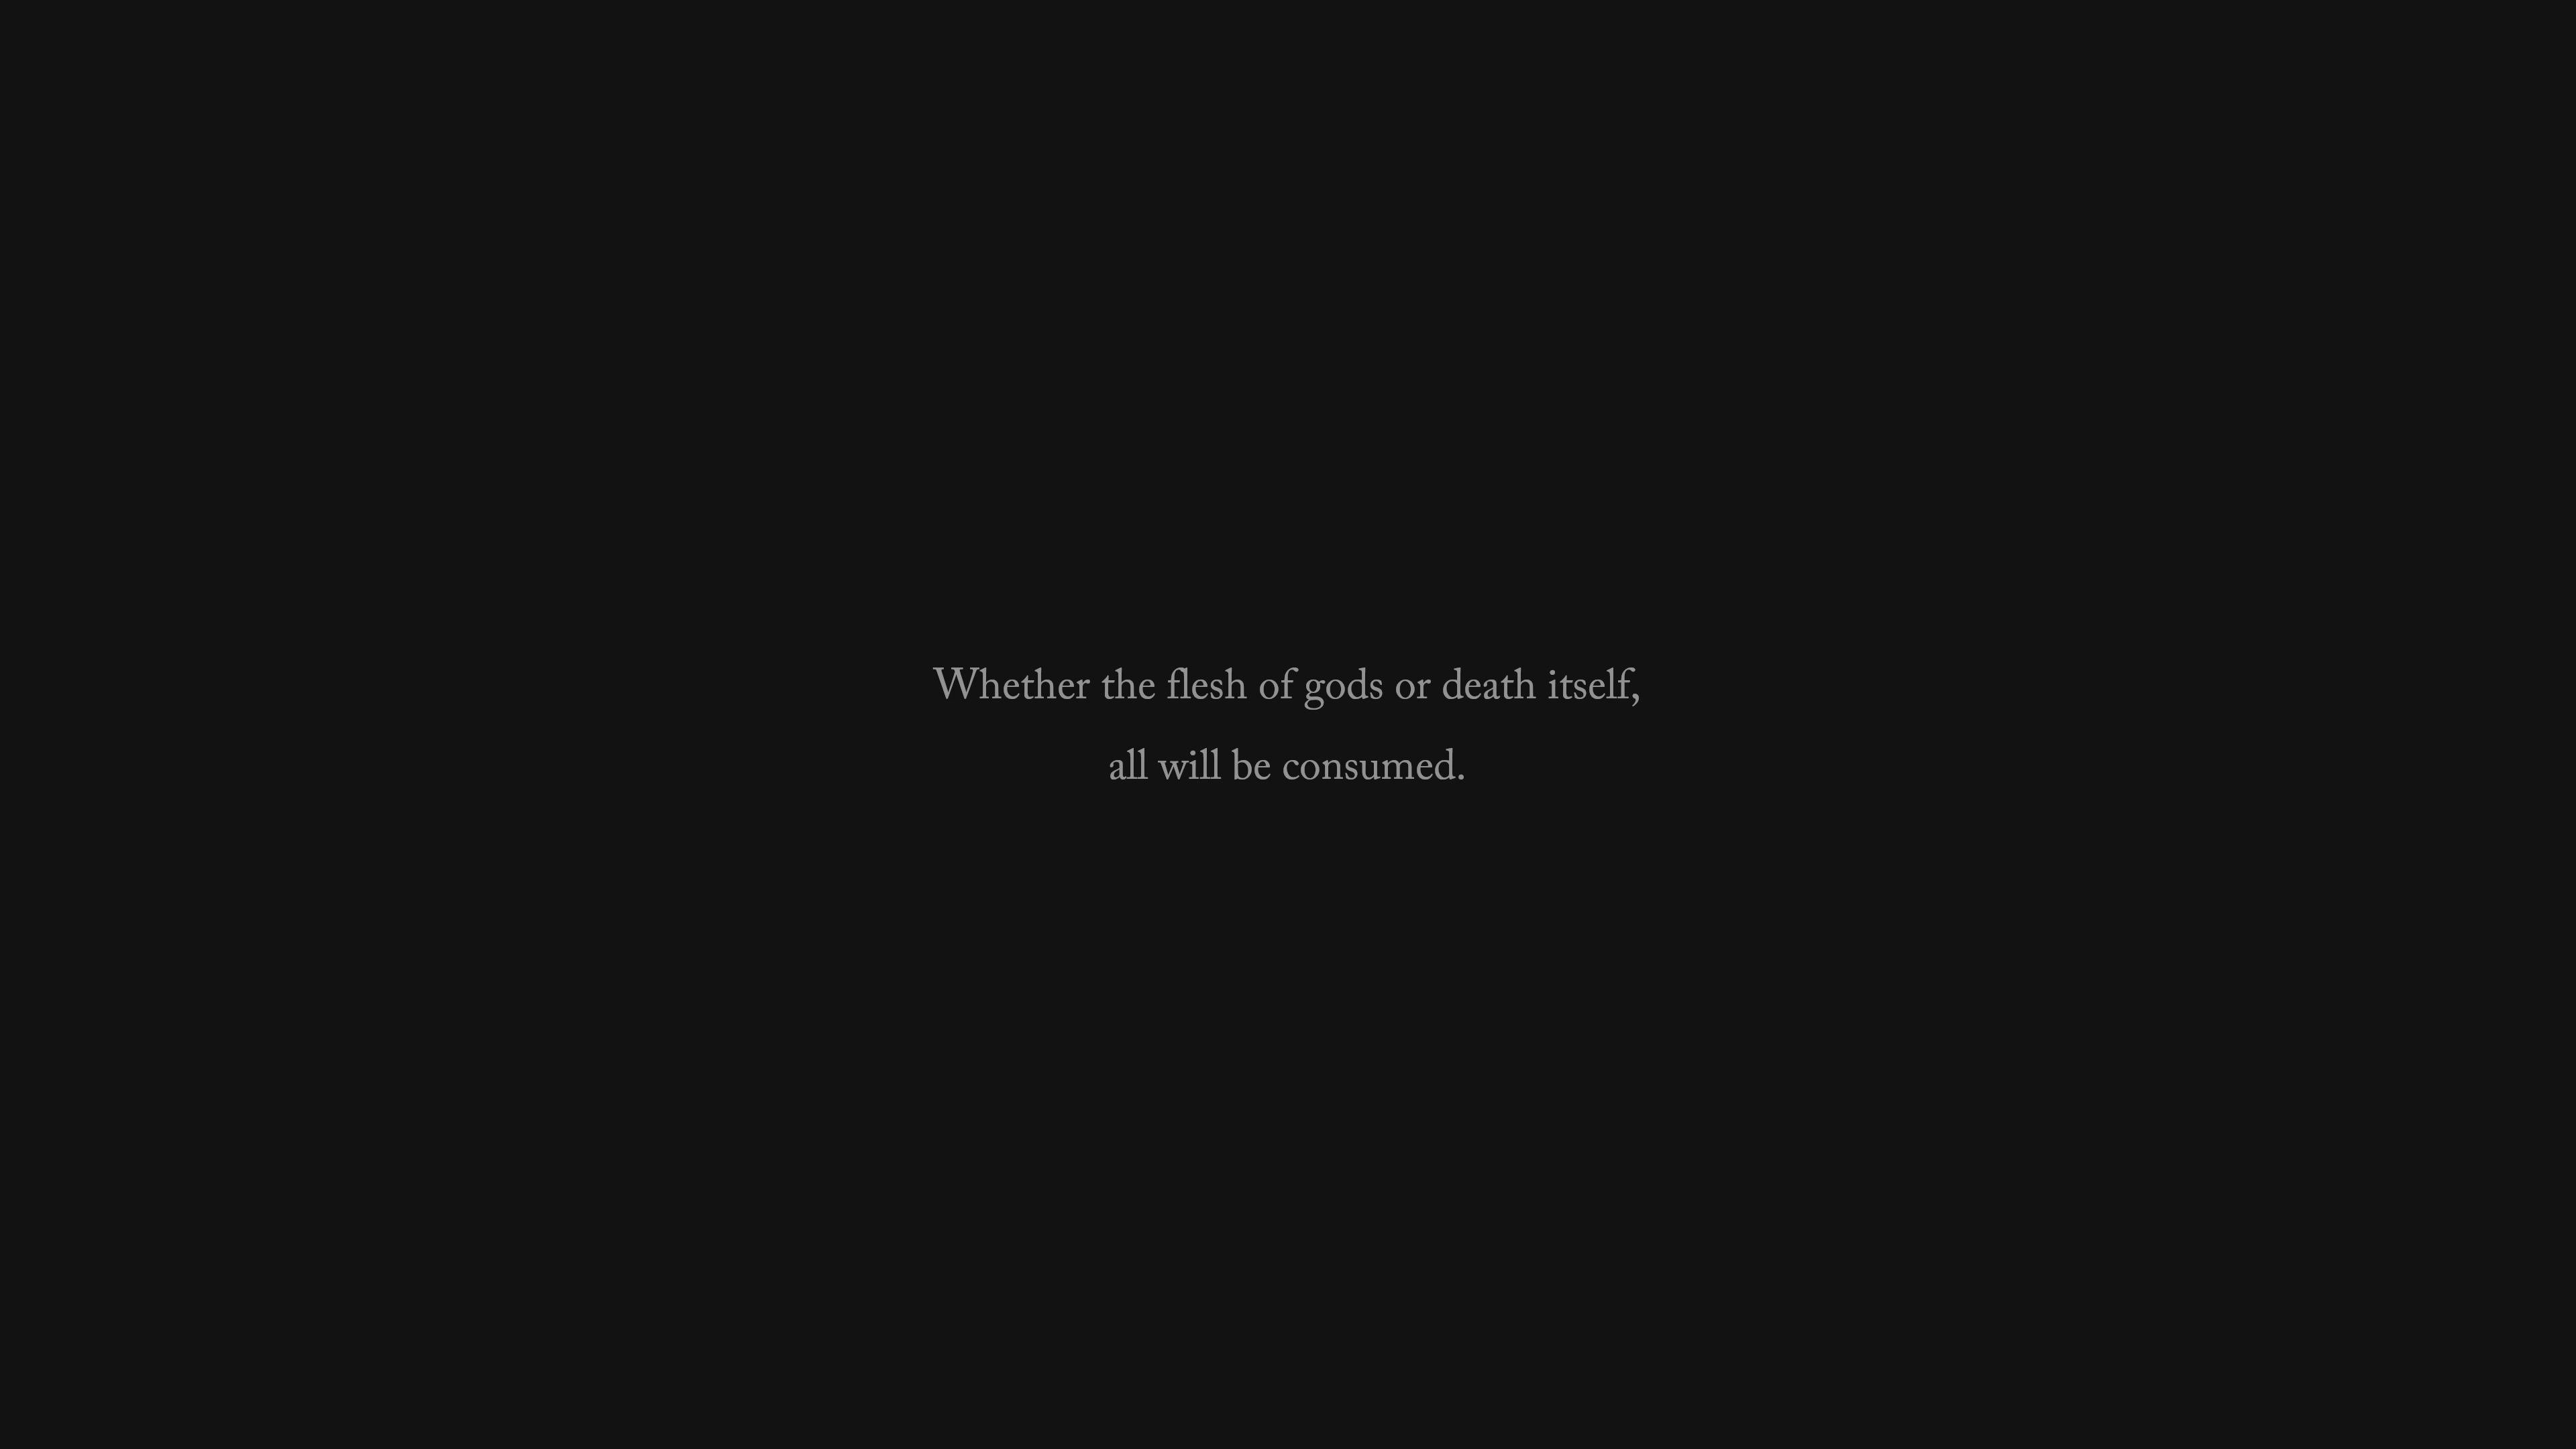 Whether the flesh of gods or death itself,
all will be consumed.